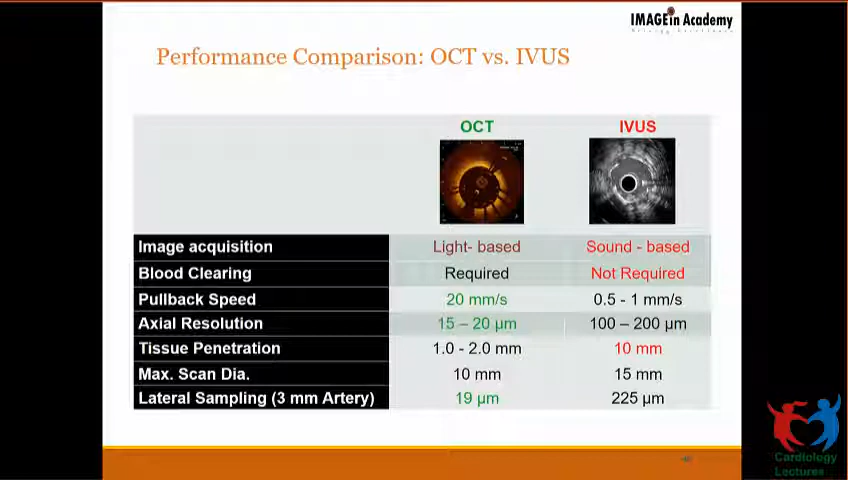 IMAGEin Academy
Performance Comparison: OCT vs. IVUS
OCT IVUS
Image acquisition Light- based Sound - based
Blood Clearing Required Not Required
Pullback Speed 20 mm/s 0.5 - 1 mm/s
Axial Resolution 15 – 20 µm 100 – 200 µm
Tissue Penetration 1.0 - 2.0 mm 10 mm
Max. Scan Dia. 10 mm 15 mm
Lateral Sampling (3 mm Artery) 19 µm 225 µm
Cardiology
Lectures